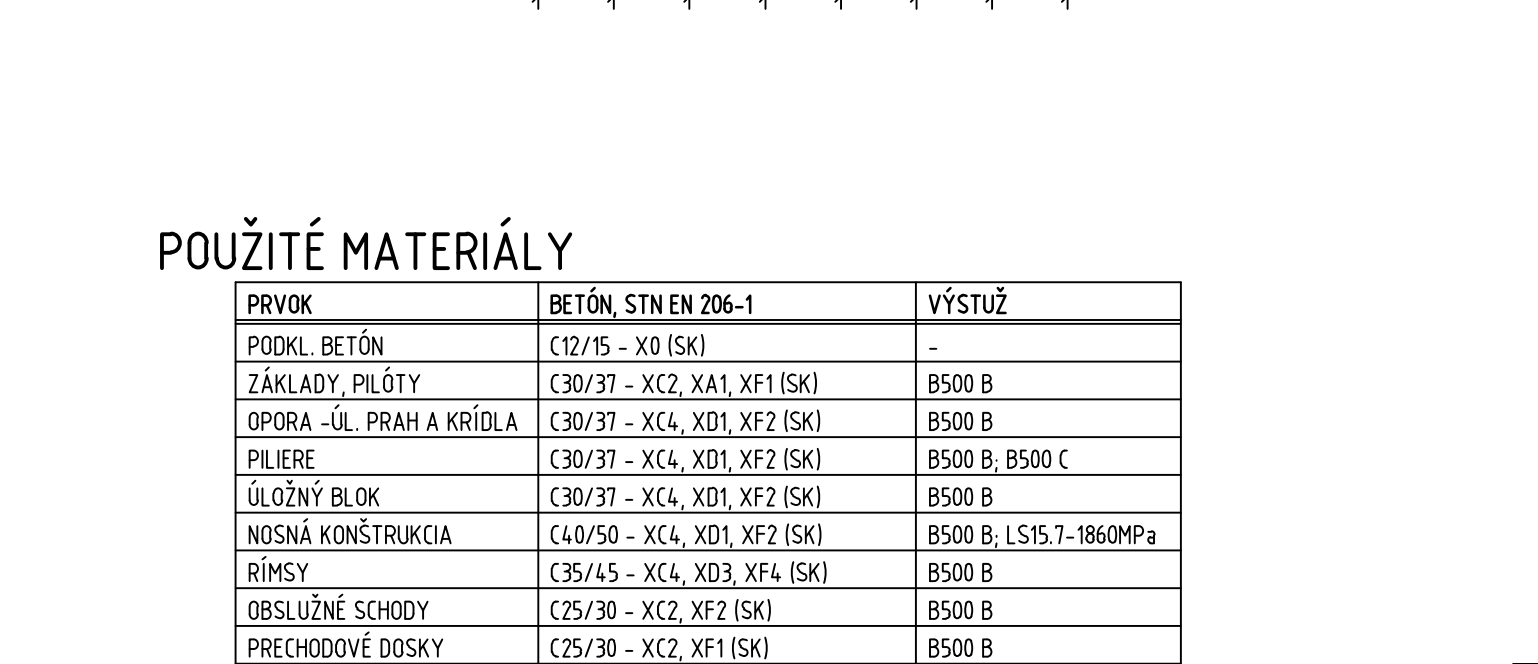 POUŽITÉ MATERIÁLY
PRVOK BETÓN, STN EN 206-1 VÝSTUŽ
PODKL. BETÓN C12/15 - X0 (SK) -
ZÁKLADY, PILÓTY C30/37 - XC2, XA1, XF1 (SK) B500 B
OPORA -ÚL. PRAH A KRÍDLA C30/37 - XC4, XD1, XF2 (SK) B500 B
PILIERE C30/37 - XC4, XD1, XF2 (SK) B500 B; B500 C
ÚLOŽNÝ BLOK C30/37 - XC4, XD1, XF2 (SK) B500 B
NOSNÁ KONŠTRUKCIA C40/50 - XC4, XD1, XF2 (SK) B500 B; LS15.7-1860MPa
RÍMSY C35/45 - XC4, XD3, XF4 (SK) B500 B
OBSLUŽNÉ SCHODY C25/30 - XC2, XF2 (SK) B500 B
PRECHODOVÉ DOSKY C25/30 - XC2, XF1 (SK) B500 B